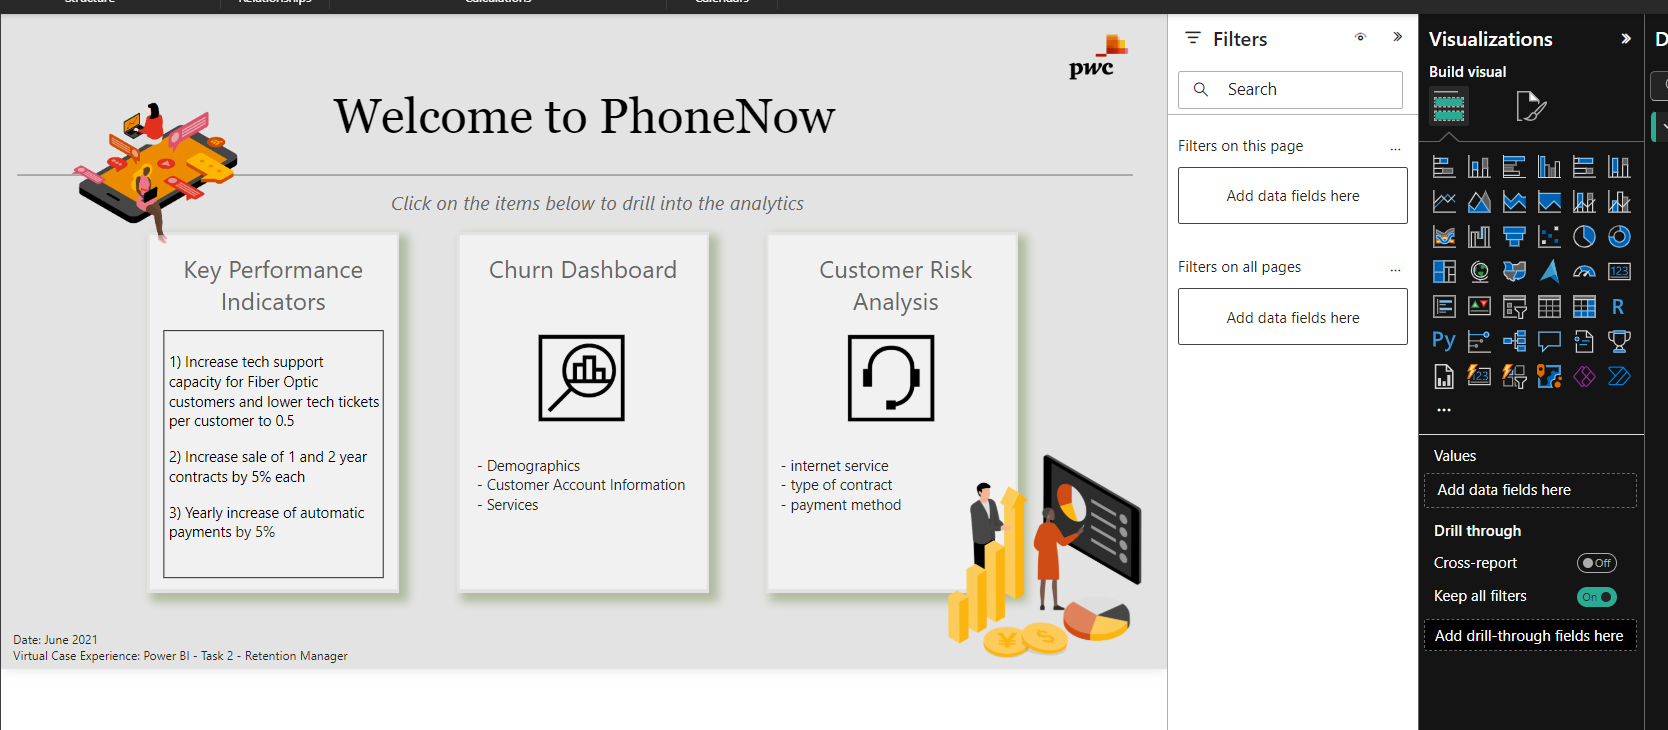 Relationships
Calculations
Calendars
pwc
Welcome to PhoneNow
Click on the items below to drill into the analytics
Key Performance
Indicators
1) Increase tech support
capacity for Fiber Optic
customers and lower tech tickets
per customer to 0.5
2) Increase sale of 1 and 2 year
contracts by 5% each
3) Yearly increase of automatic
payments by 5%
Churn Dashboard
- Demographics
- Customer Account Information
- Services
Customer Risk
Analysis
- internet service
- type of contract
- payment method
Date: June 2021
Virtual Case Experience: Power BI - Task 2 - Retention Manager
Filters
Search
Filters on this page
...
Add data fields here
Filters on all pages
...
Add data fields here
Visualizations
Build visual
123
R
Py
123
...
Values
Add data fields here
Drill through
Cross-report
Off
Keep all filters
On
Add drill-through fields here
D